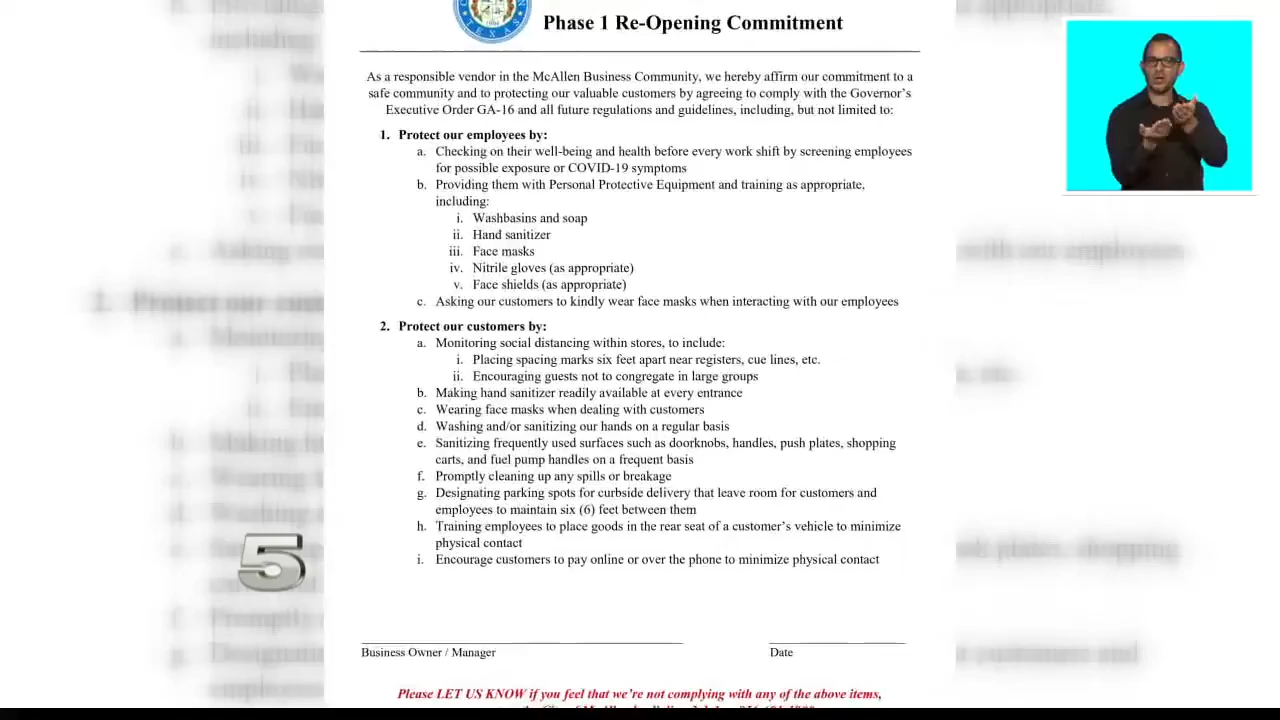 TEXAS
Phase 1 Re-Opening Commitment
As a responsible vendor in the McAllen Business Community, we hereby affirm our commitment to a
safe community and to protecting our valuable customers by agreeing to comply with the Governor's
Executive Order GA-16 and all future regulations and guidelines, including, but not limited to:
1. Protect our employees by:
a. Checking on their well-being and health before every work shift by screening employees
for possible exposure or COVID-19 symptoms
b. Providing them with Personal Protective Equipment and training as appropriate,
including:
i. Washbasins and soap
ii. Hand sanitizer
iii. Face masks
iv. Nitrile gloves (as appropriate)
v. Face shields (as appropriate)
c. Asking our customers to kindly wear face masks when interacting with our employees
2. Protect our customers by:
a. Monitoring social distancing within stores, to include:
i. Placing spacing marks six feet apart near registers, cue lines, etc.
ii. Encouraging guests not to congregate in large groups
b. Making hand sanitizer readily available at every entrance
c. Wearing face masks when dealing with customers
d. Washing and/or sanitizing our hands on a regular basis
e. Sanitizing frequently used surfaces such as doorknobs, handles, push plates, shopping
carts, and fuel pump handles on a frequent basis
f. Promptly cleaning up any spills or breakage
g. Designating parking spots for curbside delivery that leave room for customers and
employees to maintain six (6) feet between them
h. Training employees to place goods in the rear seat of a customer's vehicle to minimize
physical contact
i. Encourage customers to pay online or over the phone to minimize physical contact
5
Business Owner / Manager
Date
Please LET US KNOW if you feel that we're not complying with any of the above items,